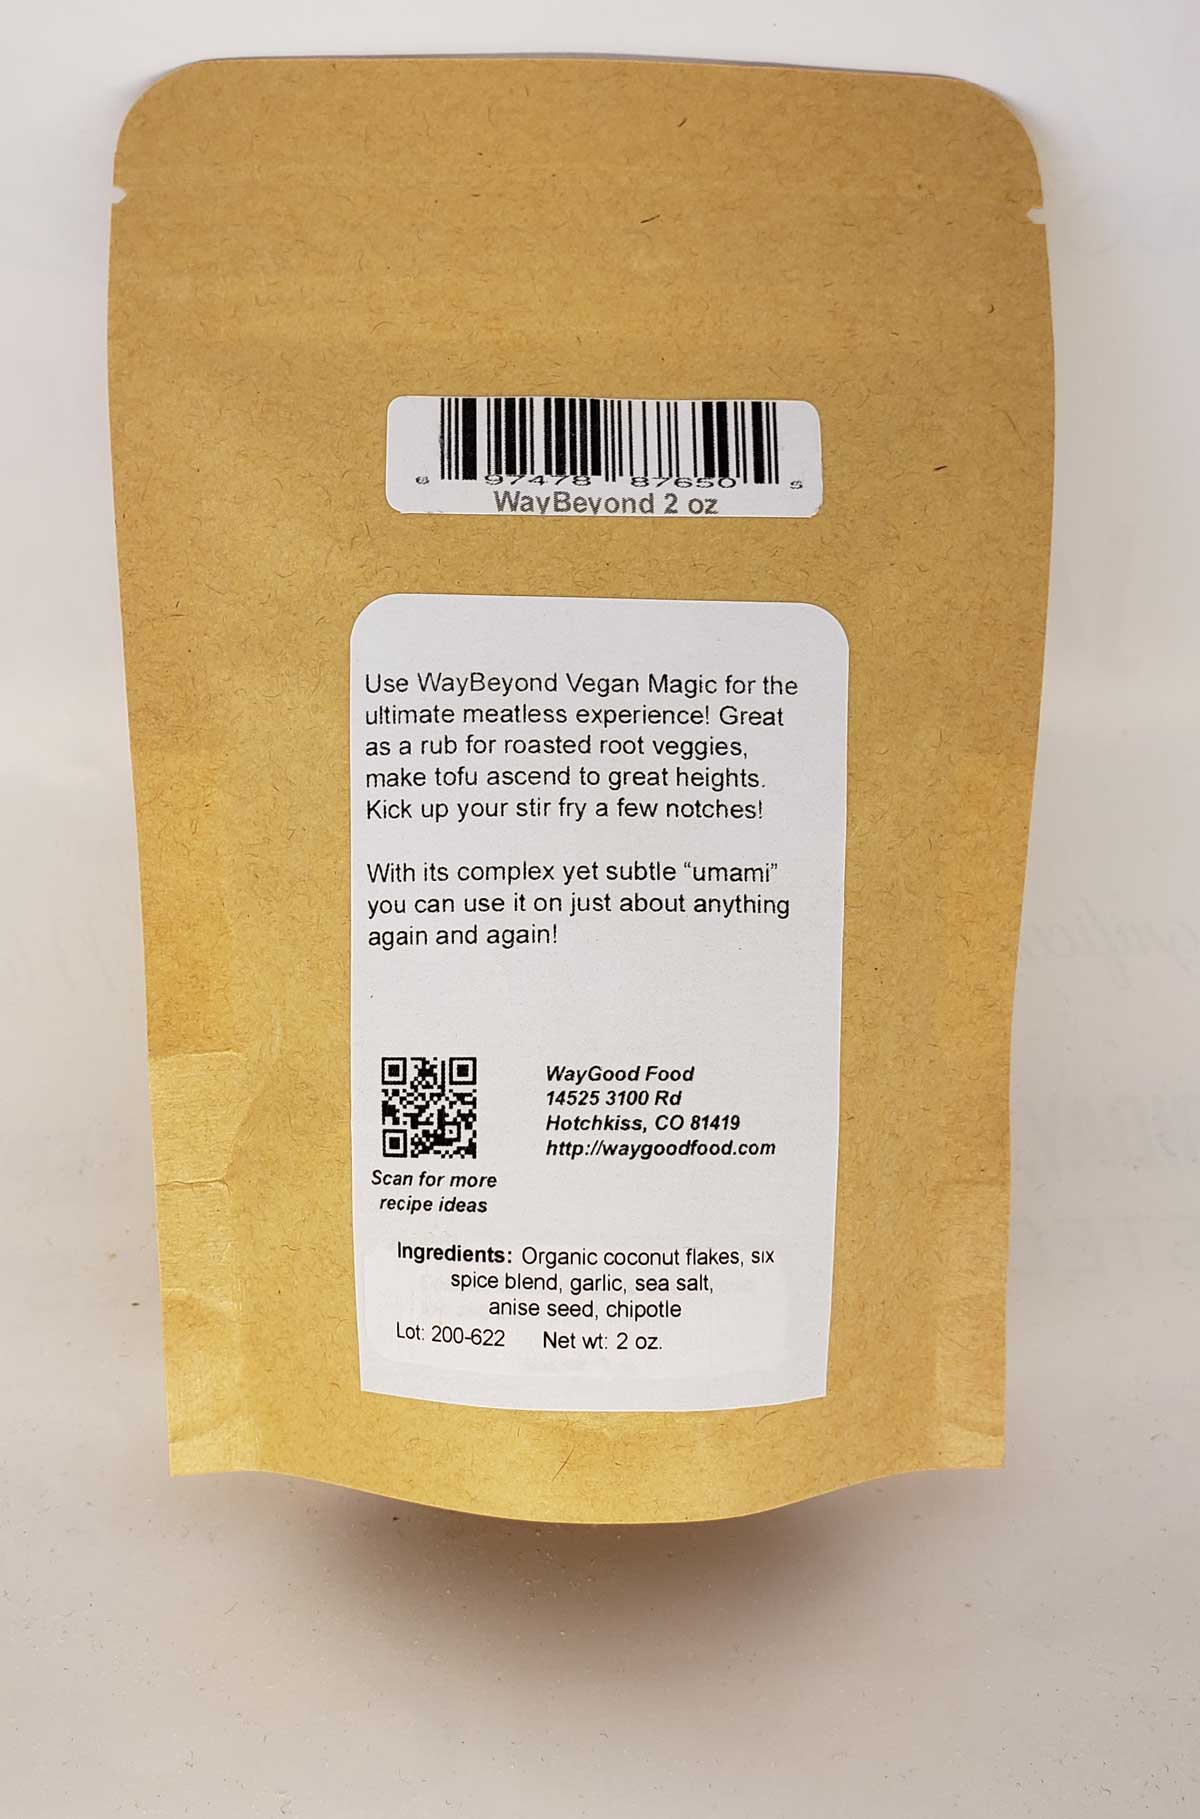 6 97478 87650 5
WayBeyond 2 oz
Use WayBeyond Vegan Magic for the
ultimate meatless experience! Great
as a rub for roasted root veggies,
make tofu ascend to great heights.
Kick up your stir fry a few notches!
With its complex yet subtle “umami”
you can use it on just about anything
again and again!
Scan for more
recipe ideas
WayGood Food
14525 3100 Rd
Hotchkiss, CO 81419
http://waygoodfood.com
Ingredients: Organic coconut flakes, six
spice blend, garlic, sea salt,
anise seed, chipotle
Lot: 200-622 Net wt: 2 oz.